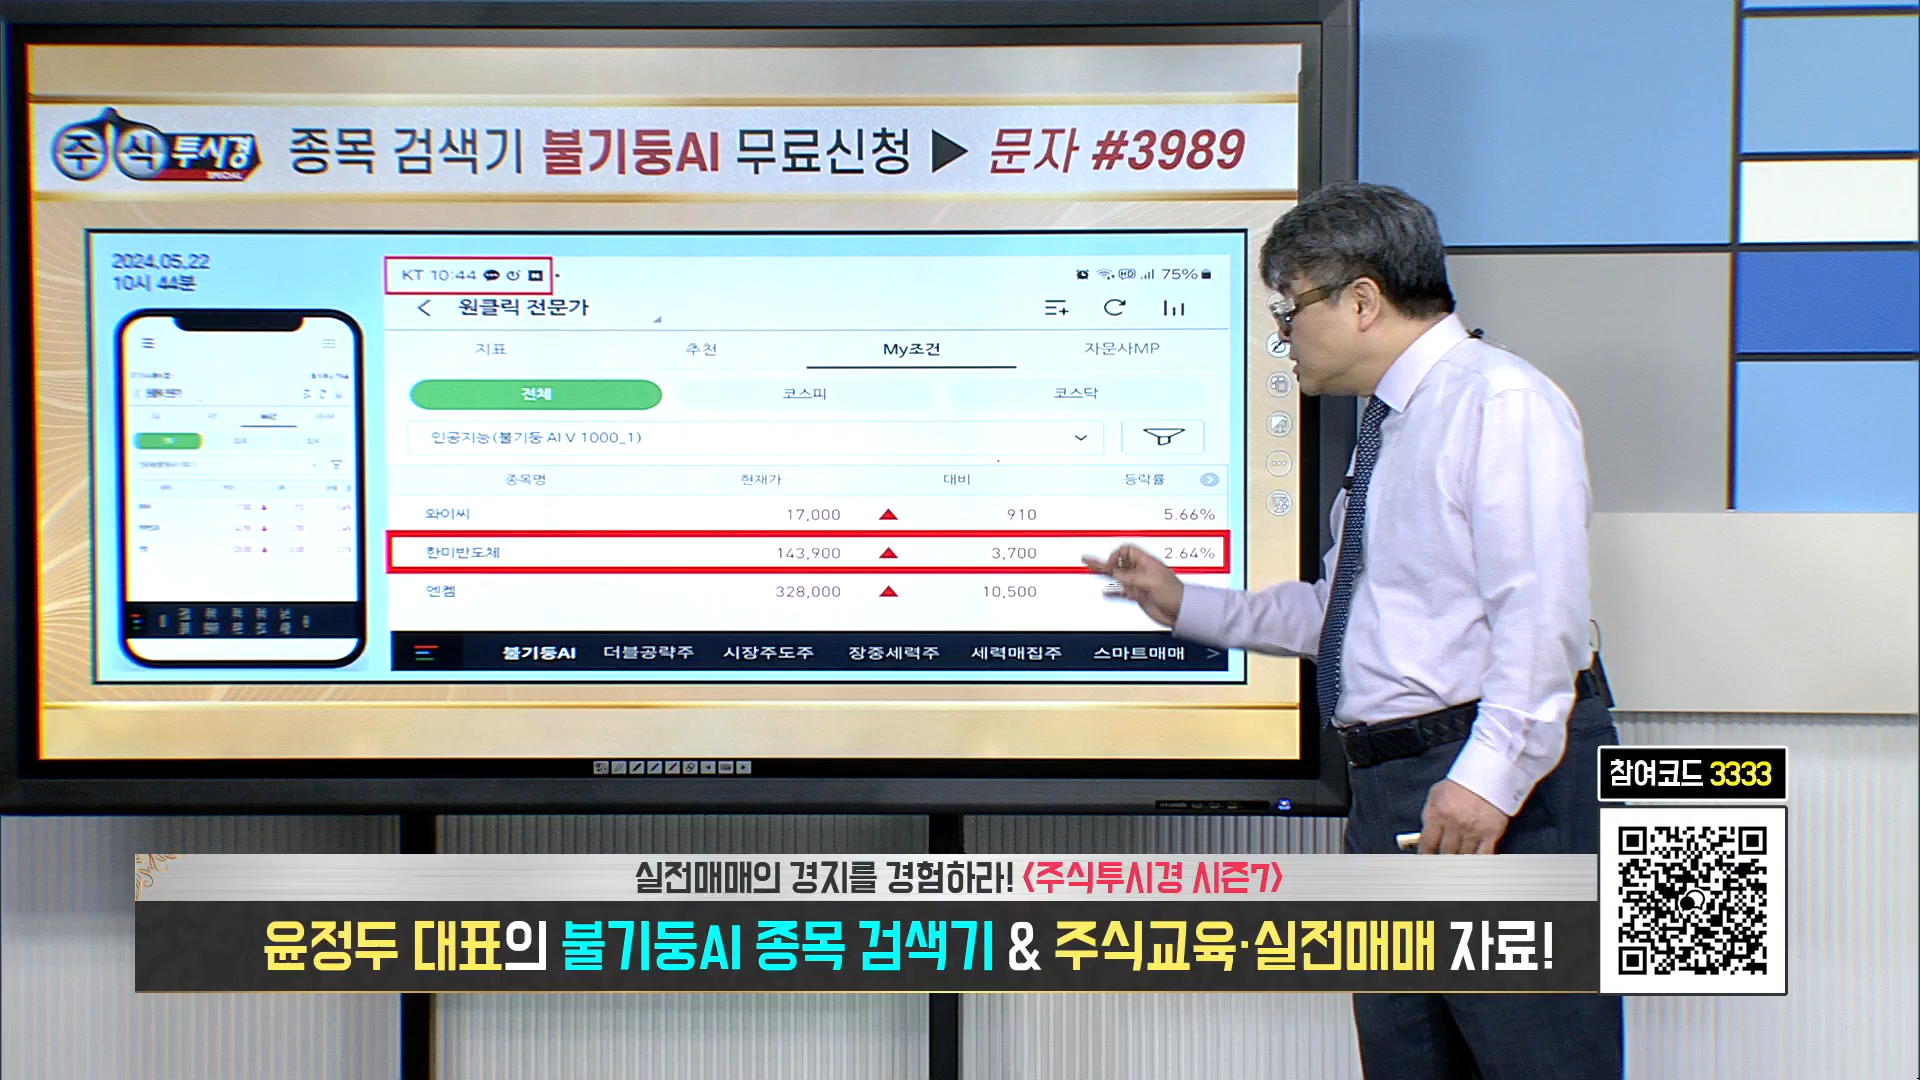 주식투시경 SPECIAL
종목 검색기 불기둥AI 무료신청 ▶ 문자 #3989
2024.05.22
10시 44분
KT 10:44
75%
원클릭 전문가
지표 추천 My조건 자문사MP
전체 코스피 코스닥
인공지능(불기둥 AI V 1000_1)
종목명 현재가 대비 등락률
와이씨 17,000 ▲ 910 5.66%
한미반도체 143,900 ▲ 3,700 2.64%
엔켐 328,000 ▲ 10,500
불기둥AI 더블공략주 시장주도주 장중세력주 세력매집주 스마트매매 >
참여코드 3333
실전매매의 경지를 경험하라! <주식투시경 시즌7>
윤정두 대표의 불기둥AI 종목 검색기 & 주식교육·실전매매 자료!